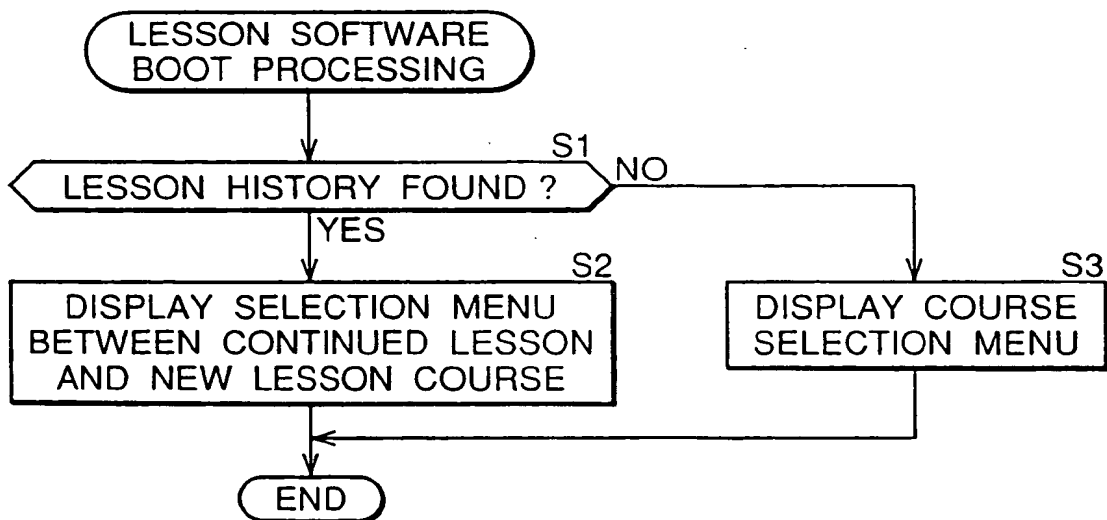 LESSON SOFTWARE
BOOT PROCESSING
S1
LESSON HISTORY FOUND ?
NO
YES
S2
DISPLAY SELECTION MENU
BETWEEN CONTINUED LESSON
AND NEW LESSON COURSE
S3
DISPLAY COURSE
SELECTION MENU
END